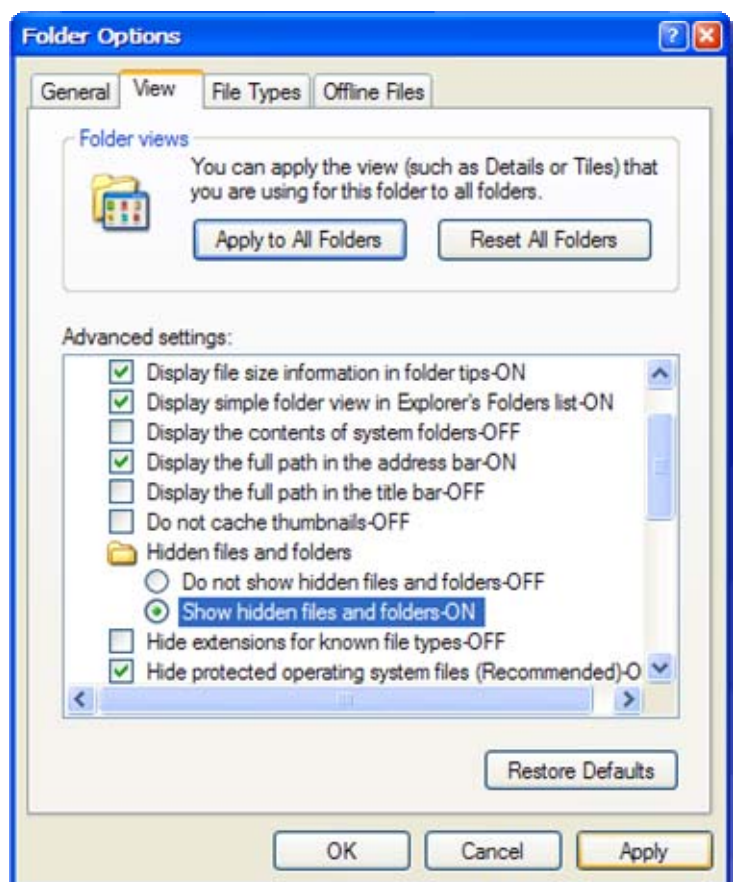 Folder Options
General View File Types Offline Files
Folder views
You can apply the view (such as Details or Tiles) that
you are using for this folder to all folders.
Apply to All Folders Reset All Folders
Advanced settings:
Display file size information in folder tips-ON
Display simple folder view in Explorer's Folders list-ON
Display the contents of system folders-OFF
Display the full path in the address bar-ON
Display the full path in the title bar-OFF
Do not cache thumbnails-OFF
Hidden files and folders
Do not show hidden files and folders-OFF
Show hidden files and folders-ON
Hide extensions for known file types-OFF
Hide protected operating system files (Recommended)-O
Restore Defaults
OK Cancel Apply